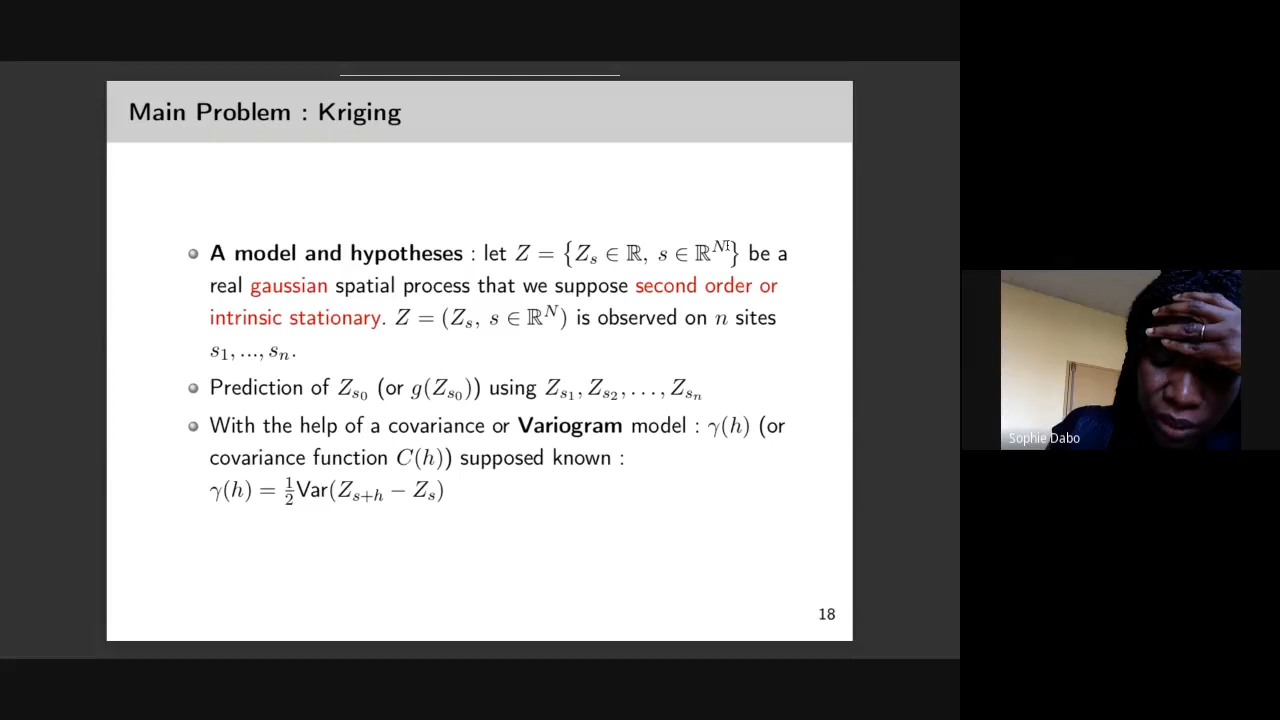 Main Problem : Kriging
A model and hypotheses : let Z = {Z_s ∈ ℝ, s ∈ ℝ^N} be a
real gaussian spatial process that we suppose second order or
intrinsic stationary. Z = (Z_s, s ∈ ℝ^N) is observed on n sites
s_1, ..., s_n.
Prediction of Z_{s_0} (or g(Z_{s_0})) using Z_{s_1}, Z_{s_2}, . . . , Z_{s_n}
With the help of a covariance or Variogram model : γ(h) (or
covariance function C(h)) supposed known :
γ(h) = 1/2 Var(Z_{s+h} − Z_s)
18
Sophie Dabo